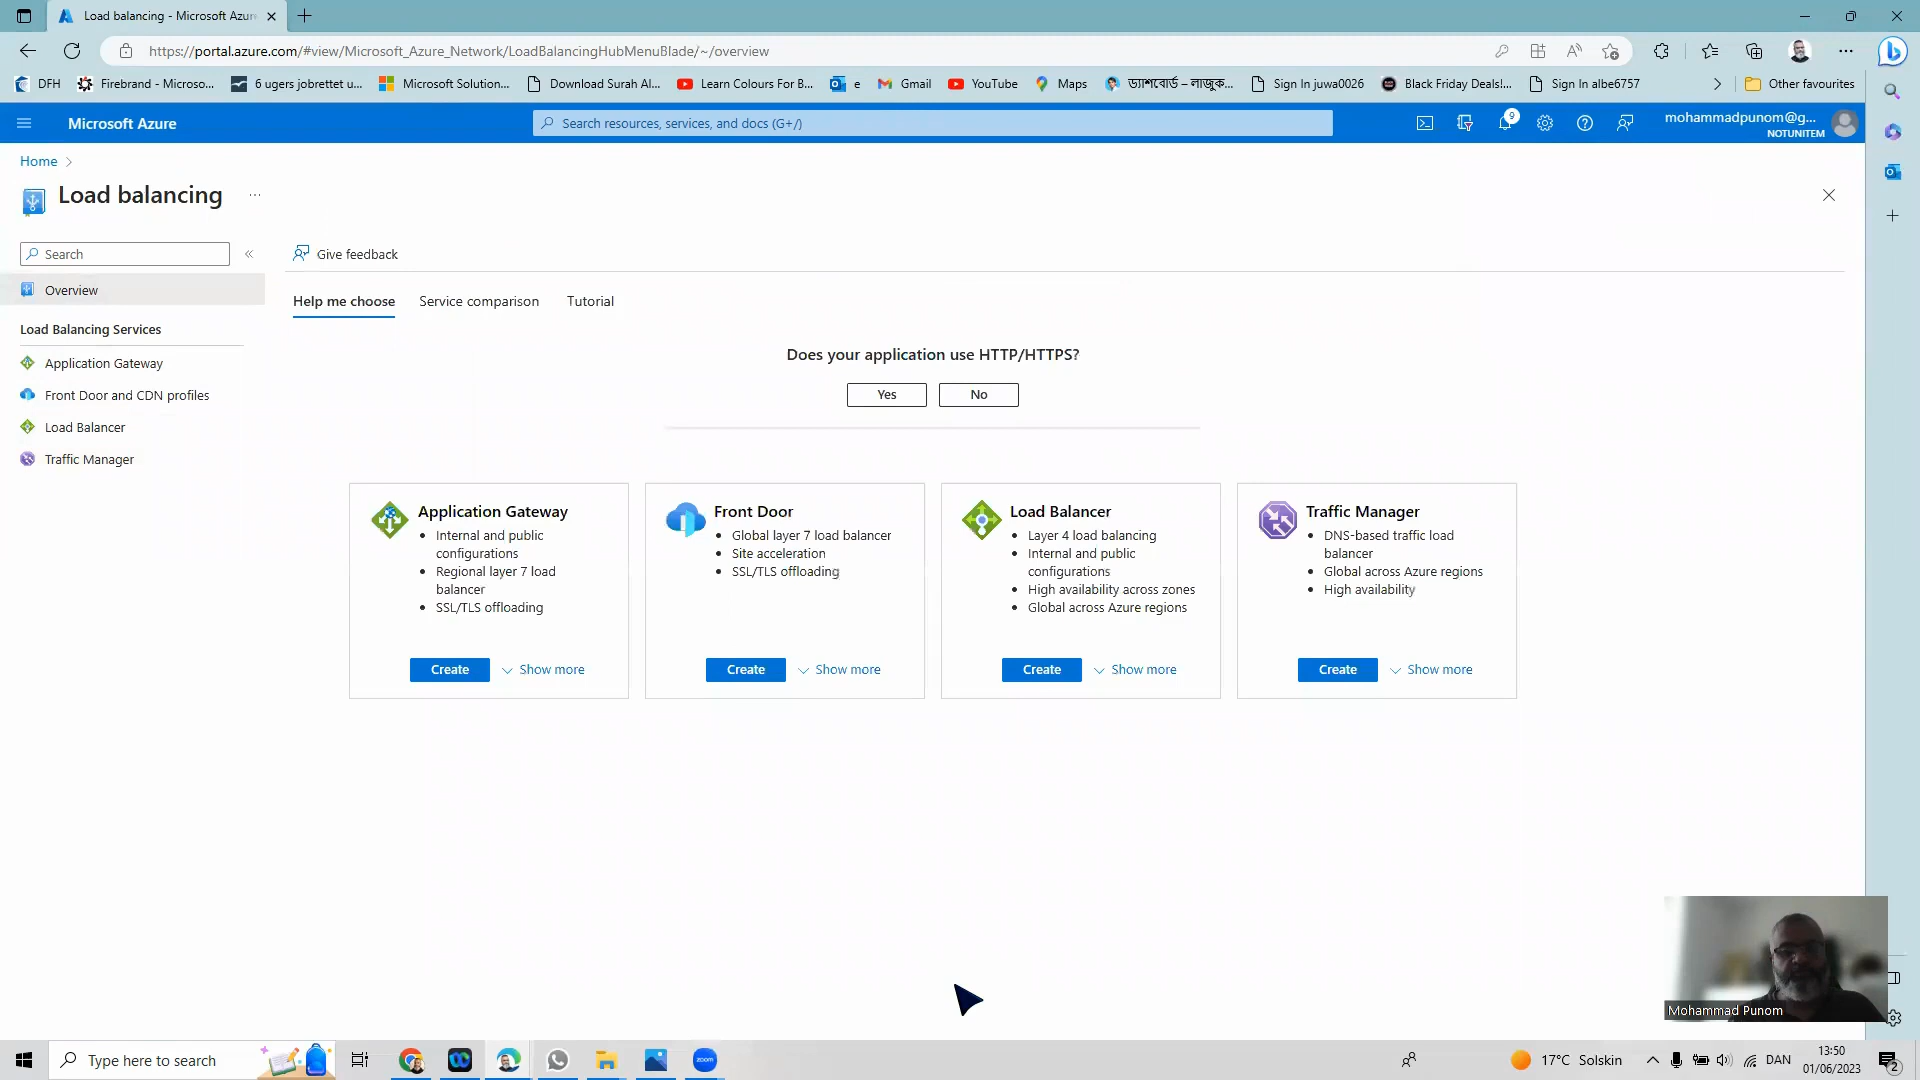 Load balancing - Microsoft Azur
https://portal.azure.com/#view/Microsoft_Azure_Network/LoadBalancingHubMenuBlade/~/overview
DFH
Firebrand - Microso...
6 ugers jobrettet u...
Microsoft Solution...
Download Surah Al...
Learn Colours For B...
e
Gmail
YouTube
Maps
ড্যাশবোর্ড – লাজুক...
Sign In juwa0026
Black Friday Deals!...
Sign In albe6757
Other favourites
Microsoft Azure
Search resources, services, and docs (G+/)
9
mohammadpunom@g...
NOTUNITEM
Home
Load balancing
...
Search
Give feedback
Overview
Help me choose
Service comparison
Tutorial
Load Balancing Services
Application Gateway
Front Door and CDN profiles
Load Balancer
Traffic Manager
Does your application use HTTP/HTTPS?
Yes
No
Application Gateway
• Internal and public
configurations
• Regional layer 7 load
balancer
• SSL/TLS offloading
Create
Show more
Front Door
• Global layer 7 load balancer
• Site acceleration
• SSL/TLS offloading
Create
Show more
Load Balancer
• Layer 4 load balancing
• Internal and public
configurations
• High availability across zones
• Global across Azure regions
Create
Show more
Traffic Manager
• DNS-based traffic load
balancer
• Global across Azure regions
• High availability
Create
Show more
Mohammad Punom
Type here to search
zoom
17°C Solskin
DAN
13:50
01/06/2023
2